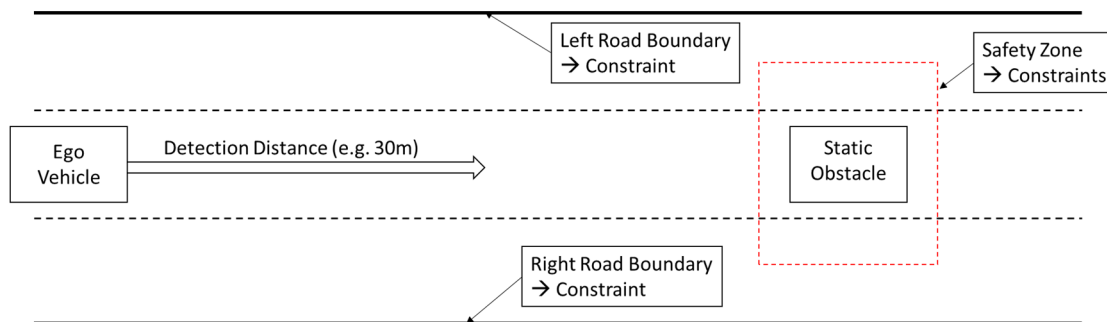 Left Road Boundary
→ Constraint
Safety Zone
→ Constraints
Ego
Vehicle
Detection Distance (e.g. 30m)
Static
Obstacle
Right Road Boundary
→ Constraint